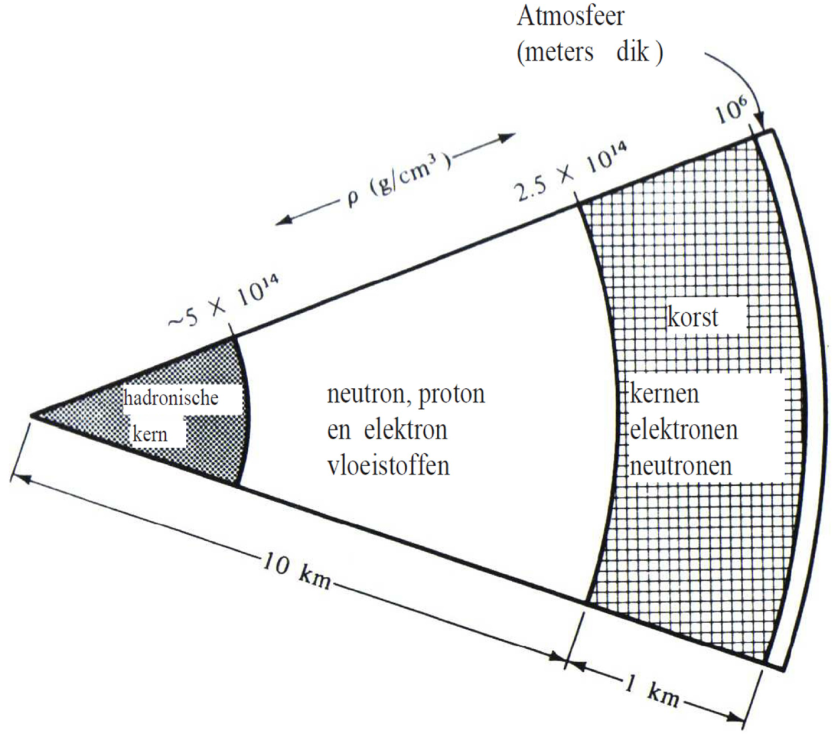 Atmosfeer
(meters dik )
10⁶
2.5 × 10¹⁴
ρ (g/cm³)
~5 × 10¹⁴
korst
hadronische
kern
neutron, proton
en elektron
vloeistoffen
kernen
elektronen
neutronen
10 km
1 km